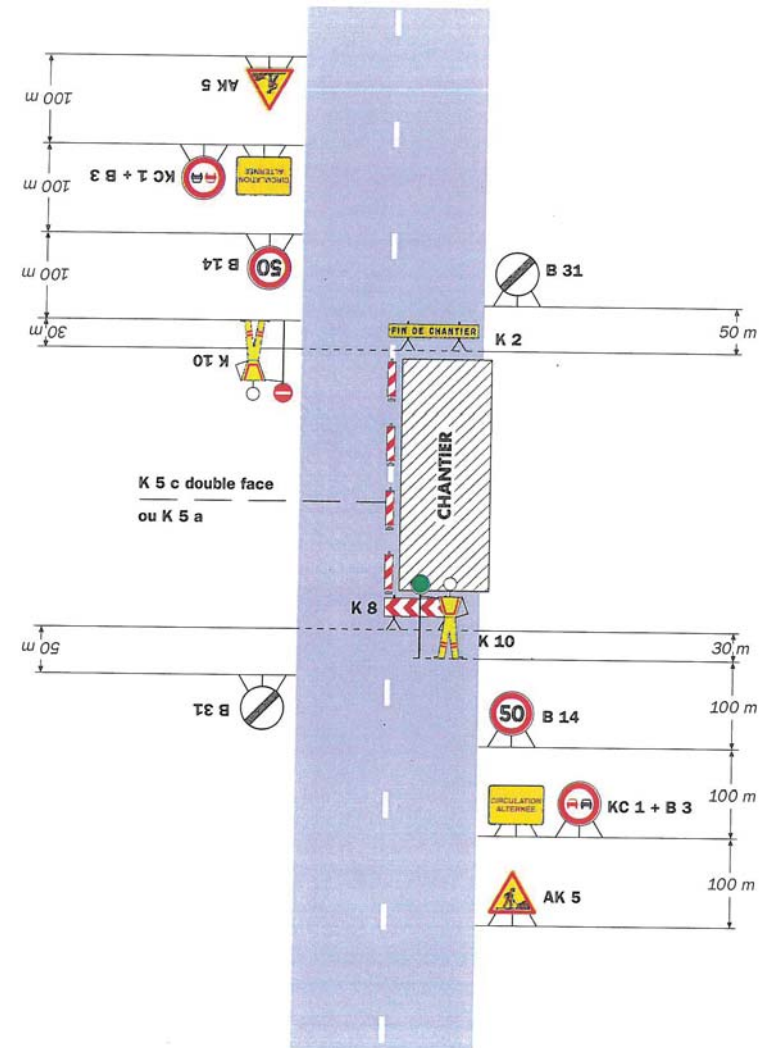 AK 5
100 m
KC 1 + B 3
CIRCULATION
ALTERNÉE
100 m
B 14
50
100 m
B 31
50 m
K 10
30 m
FIN DE CHANTIER
K 2
CHANTIER
K 5 c double face
ou K 5 a
K 8
K 10
30 m
50 m
B 31
50
B 14
100 m
CIRCULATION
ALTERNÉE
KC 1 + B 3
100 m
AK 5
100 m